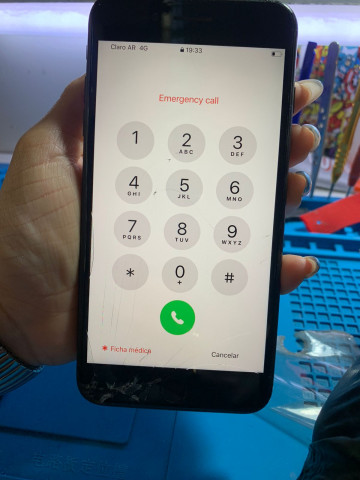 Claro AR 4G 19:33
Emergency call
1 2 3
ABC DEF
4 5 6
GHI JKL MNO
7 8 9
PQRS TUV WXYZ
* 0 #
+
Ficha médica Cancelar